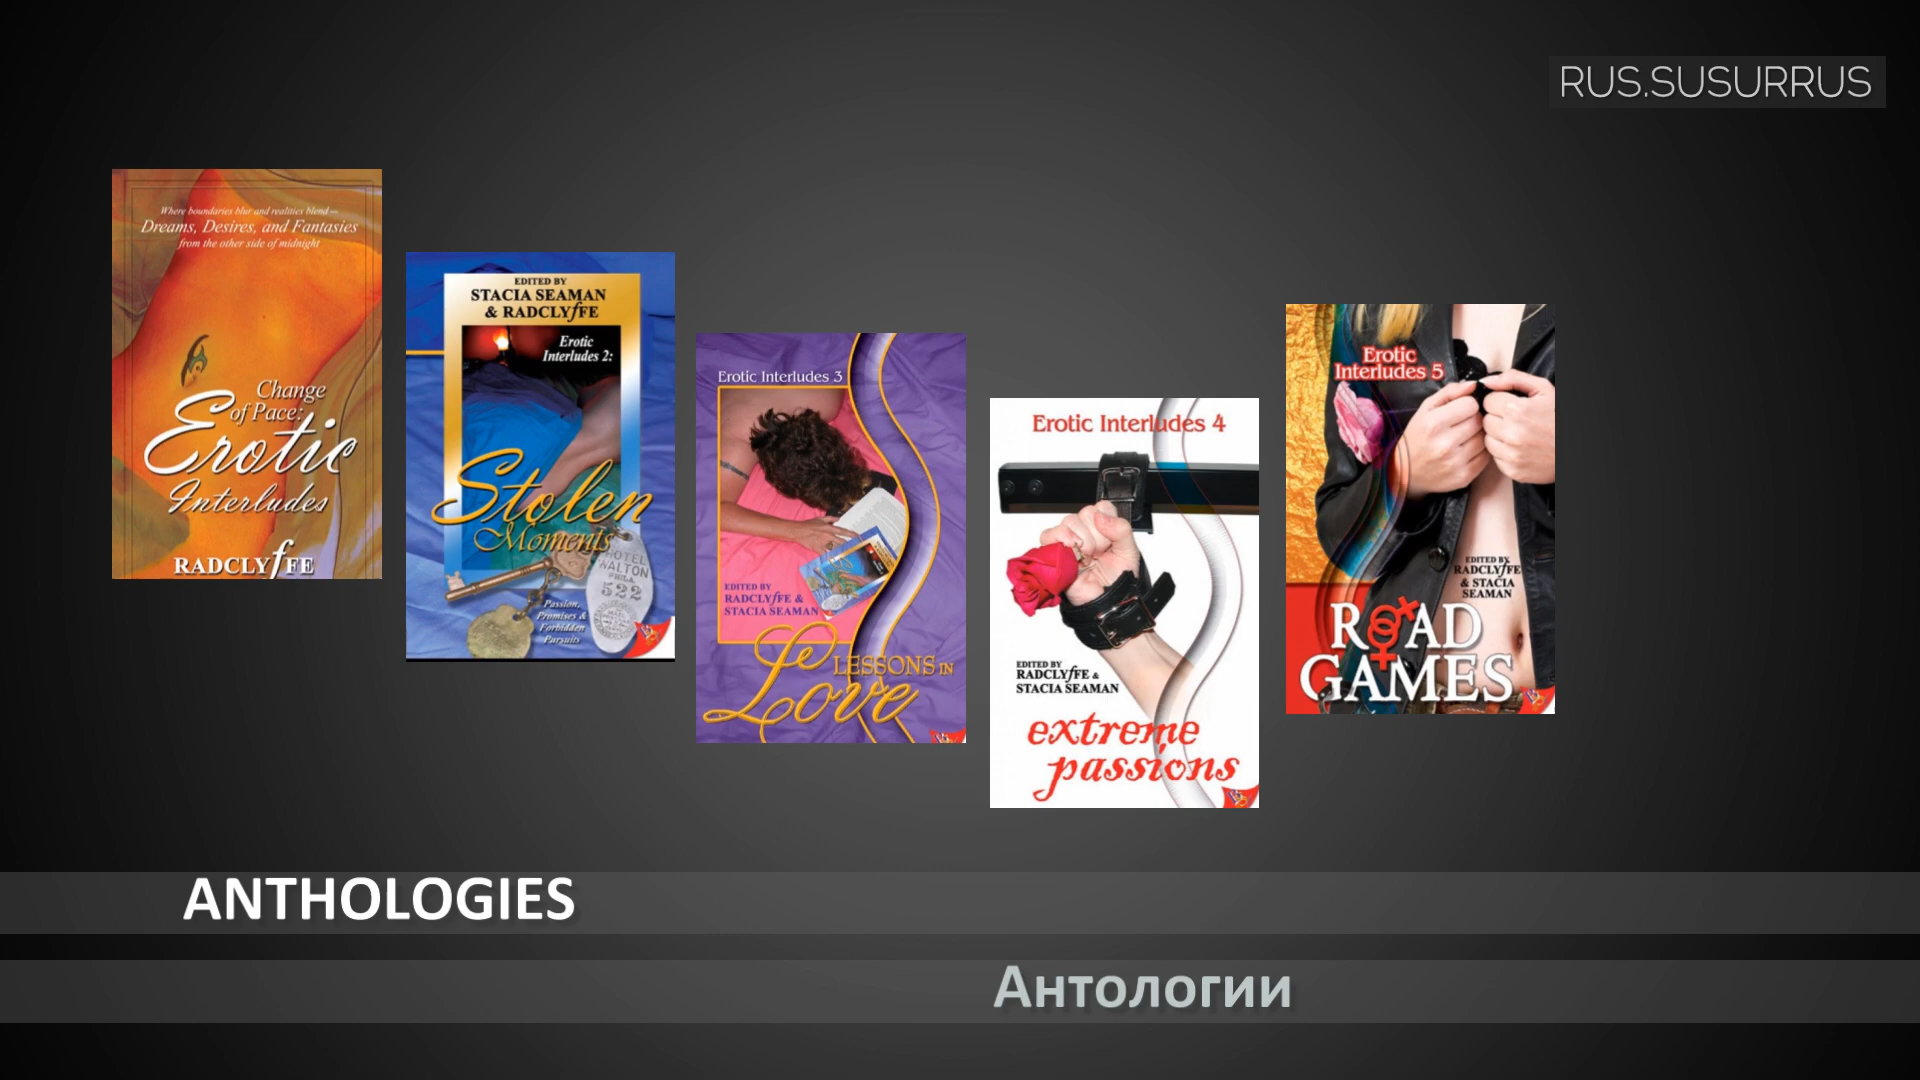 RUS.SUSURRUS
Where boundaries blur and realities blend—
Dreams, Desires, and Fantasies
from the other side of midnight
Change
of Pace:
Erotic
Interludes
RADCLYffE
EDITED BY
STACIA SEAMAN
& RADCLYffE
Erotic
Interludes 2:
Stolen
Moments
HOTEL
WALTON
PHILA.
522
Passion,
Promises &
Forbidden
Pursuits
Erotic Interludes 3
EDITED BY
RADCLYffE &
STACIA SEAMAN
LESSONS IN
Love
Erotic Interludes 4
EDITED BY
RADCLYffE &
STACIA SEAMAN
extreme
passions
Erotic
Interludes 5
EDITED BY
RADCLYffE
& STACIA
SEAMAN
ROAD
GAMES
ANTHOLOGIES
Антологии